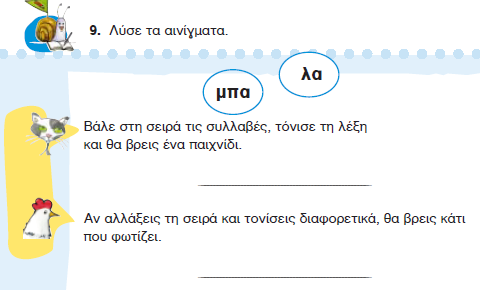 9. Λύσε τα αινίγματα.
λα
μπα
Βάλε στη σειρά τις συλλαβές, τόνισε τη λέξη
και θα βρεις ένα παιχνίδι.
Αν αλλάξεις τη σειρά και τονίσεις διαφορετικά, θα βρεις κάτι
που φωτίζει.